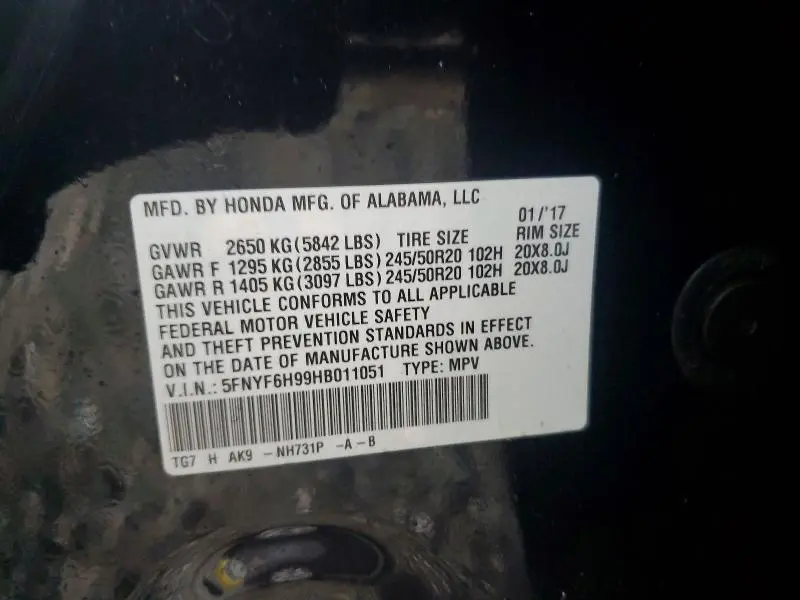 MFD. BY HONDA MFG. OF ALABAMA, LLC
01/'17
GVWR 2650 KG(5842 LBS) TIRE SIZE RIM SIZE
GAWR F 1295 KG(2855 LBS) 245/50R20 102H 20X8.0J
GAWR R 1405 KG(3097 LBS) 245/50R20 102H 20X8.0J
THIS VEHICLE CONFORMS TO ALL APPLICABLE
FEDERAL MOTOR VEHICLE SAFETY
AND THEFT PREVENTION STANDARDS IN EFFECT
ON THE DATE OF MANUFACTURE SHOWN ABOVE.
V.I.N.: 5FNYF6H99HB011051 TYPE: MPV
TG7 H AK9 -NH731P -A-B